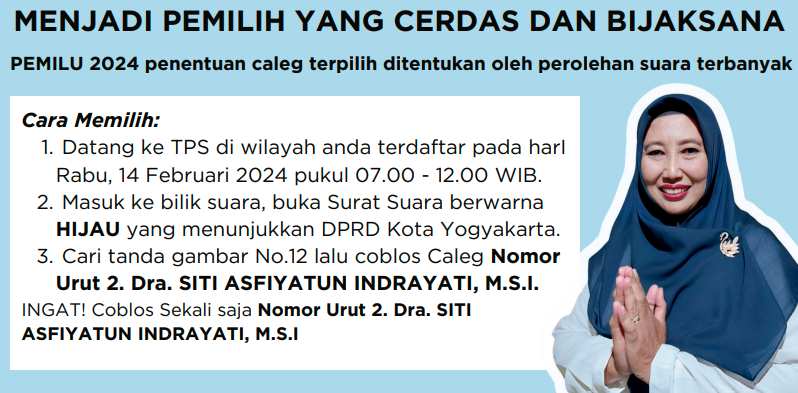 MENJADI PEMILIH YANG CERDAS DAN BIJAKSANA
PEMILU 2024 penentuan caleg terpilih ditentukan oleh perolehan suara terbanyak
Cara Memilih:
1. Datang ke TPS di wilayah anda terdaftar pada harI
Rabu, 14 Februari 2024 pukul 07.00 - 12.00 WIB.
2. Masuk ke bilik suara, buka Surat Suara berwarna
HIJAU yang menunjukkan DPRD Kota Yogyakarta.
3. Cari tanda gambar No.12 lalu coblos Caleg Nomor
Urut 2. Dra. SITI ASFIYATUN INDRAYATI, M.S.I.
INGAT! Coblos Sekali saja Nomor Urut 2. Dra. SITI
ASFIYATUN INDRAYATI, M.S.I